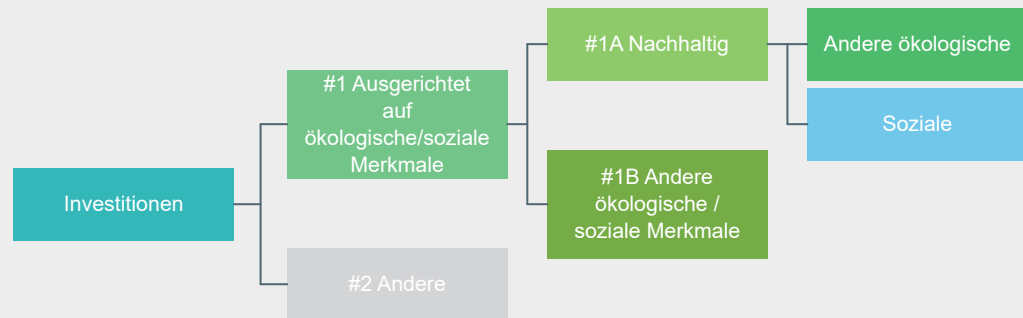 Investitionen
#1 Ausgerichtet
auf
ökologische/soziale
Merkmale
#2 Andere
#1A Nachhaltig
#1B Andere
ökologische /
soziale Merkmale
Andere ökologische
Soziale